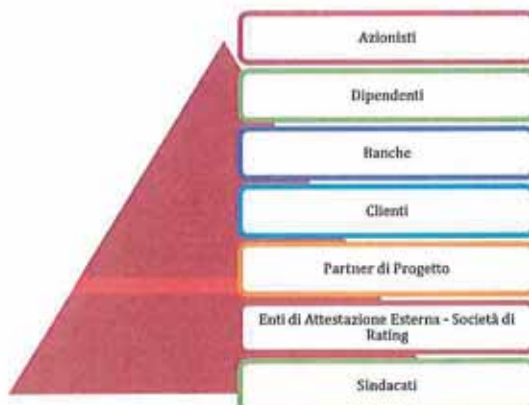 Azionisti
Dipendenti
Banche
Clienti
Partner di Progetto
Enti di Attestazione Esterna - Società di
Rating
Sindacati